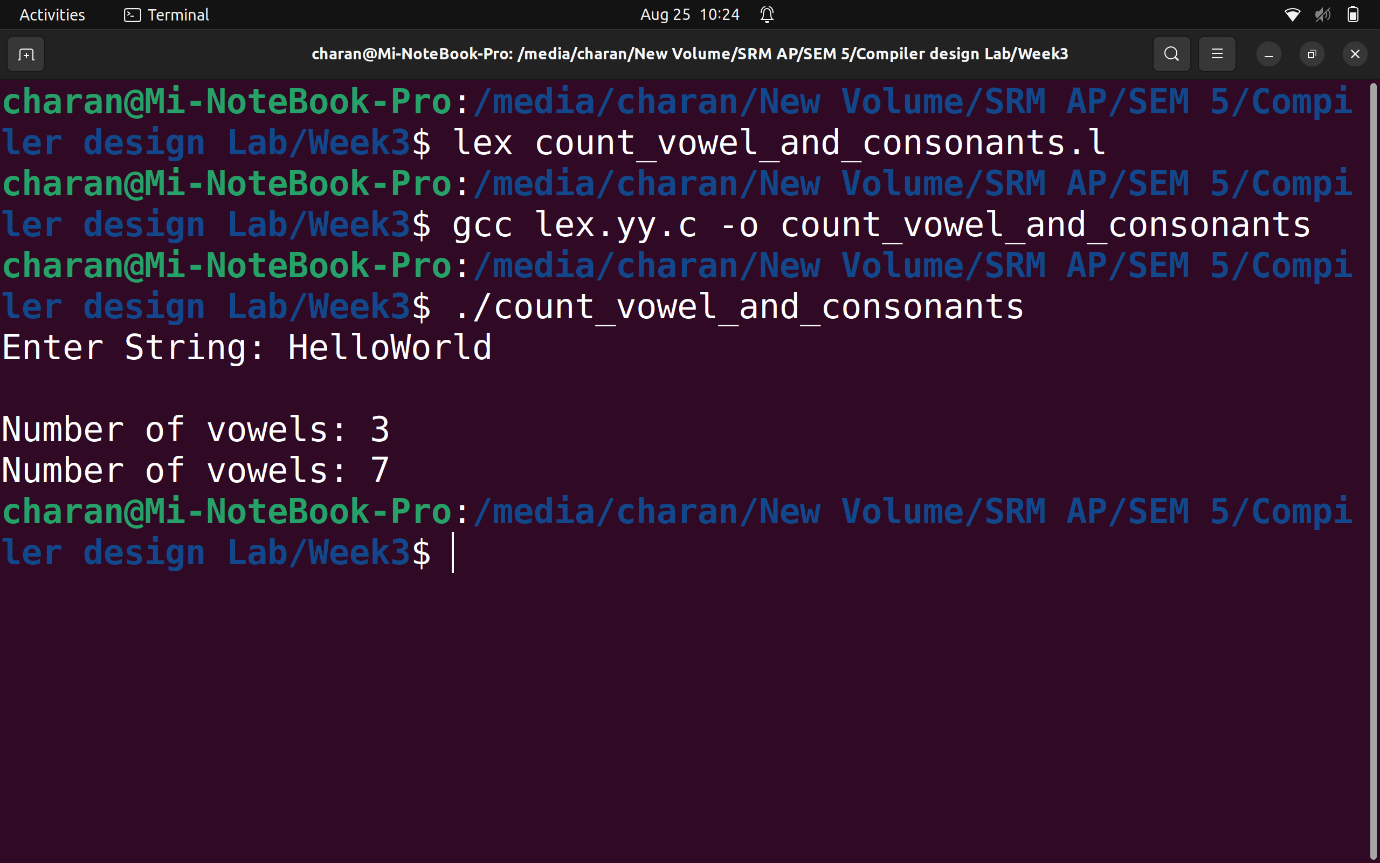 Activities Terminal Aug 25 10:24
charan@Mi-NoteBook-Pro: /media/charan/New Volume/SRM AP/SEM 5/Compiler design Lab/Week3
charan@Mi-NoteBook-Pro:/media/charan/New Volume/SRM AP/SEM 5/Compi
ler design Lab/Week3$ lex count_vowel_and_consonants.l
charan@Mi-NoteBook-Pro:/media/charan/New Volume/SRM AP/SEM 5/Compi
ler design Lab/Week3$ gcc lex.yy.c -o count_vowel_and_consonants
charan@Mi-NoteBook-Pro:/media/charan/New Volume/SRM AP/SEM 5/Compi
ler design Lab/Week3$ ./count_vowel_and_consonants
Enter String: HelloWorld
Number of vowels: 3
Number of vowels: 7
charan@Mi-NoteBook-Pro:/media/charan/New Volume/SRM AP/SEM 5/Compi
ler design Lab/Week3$